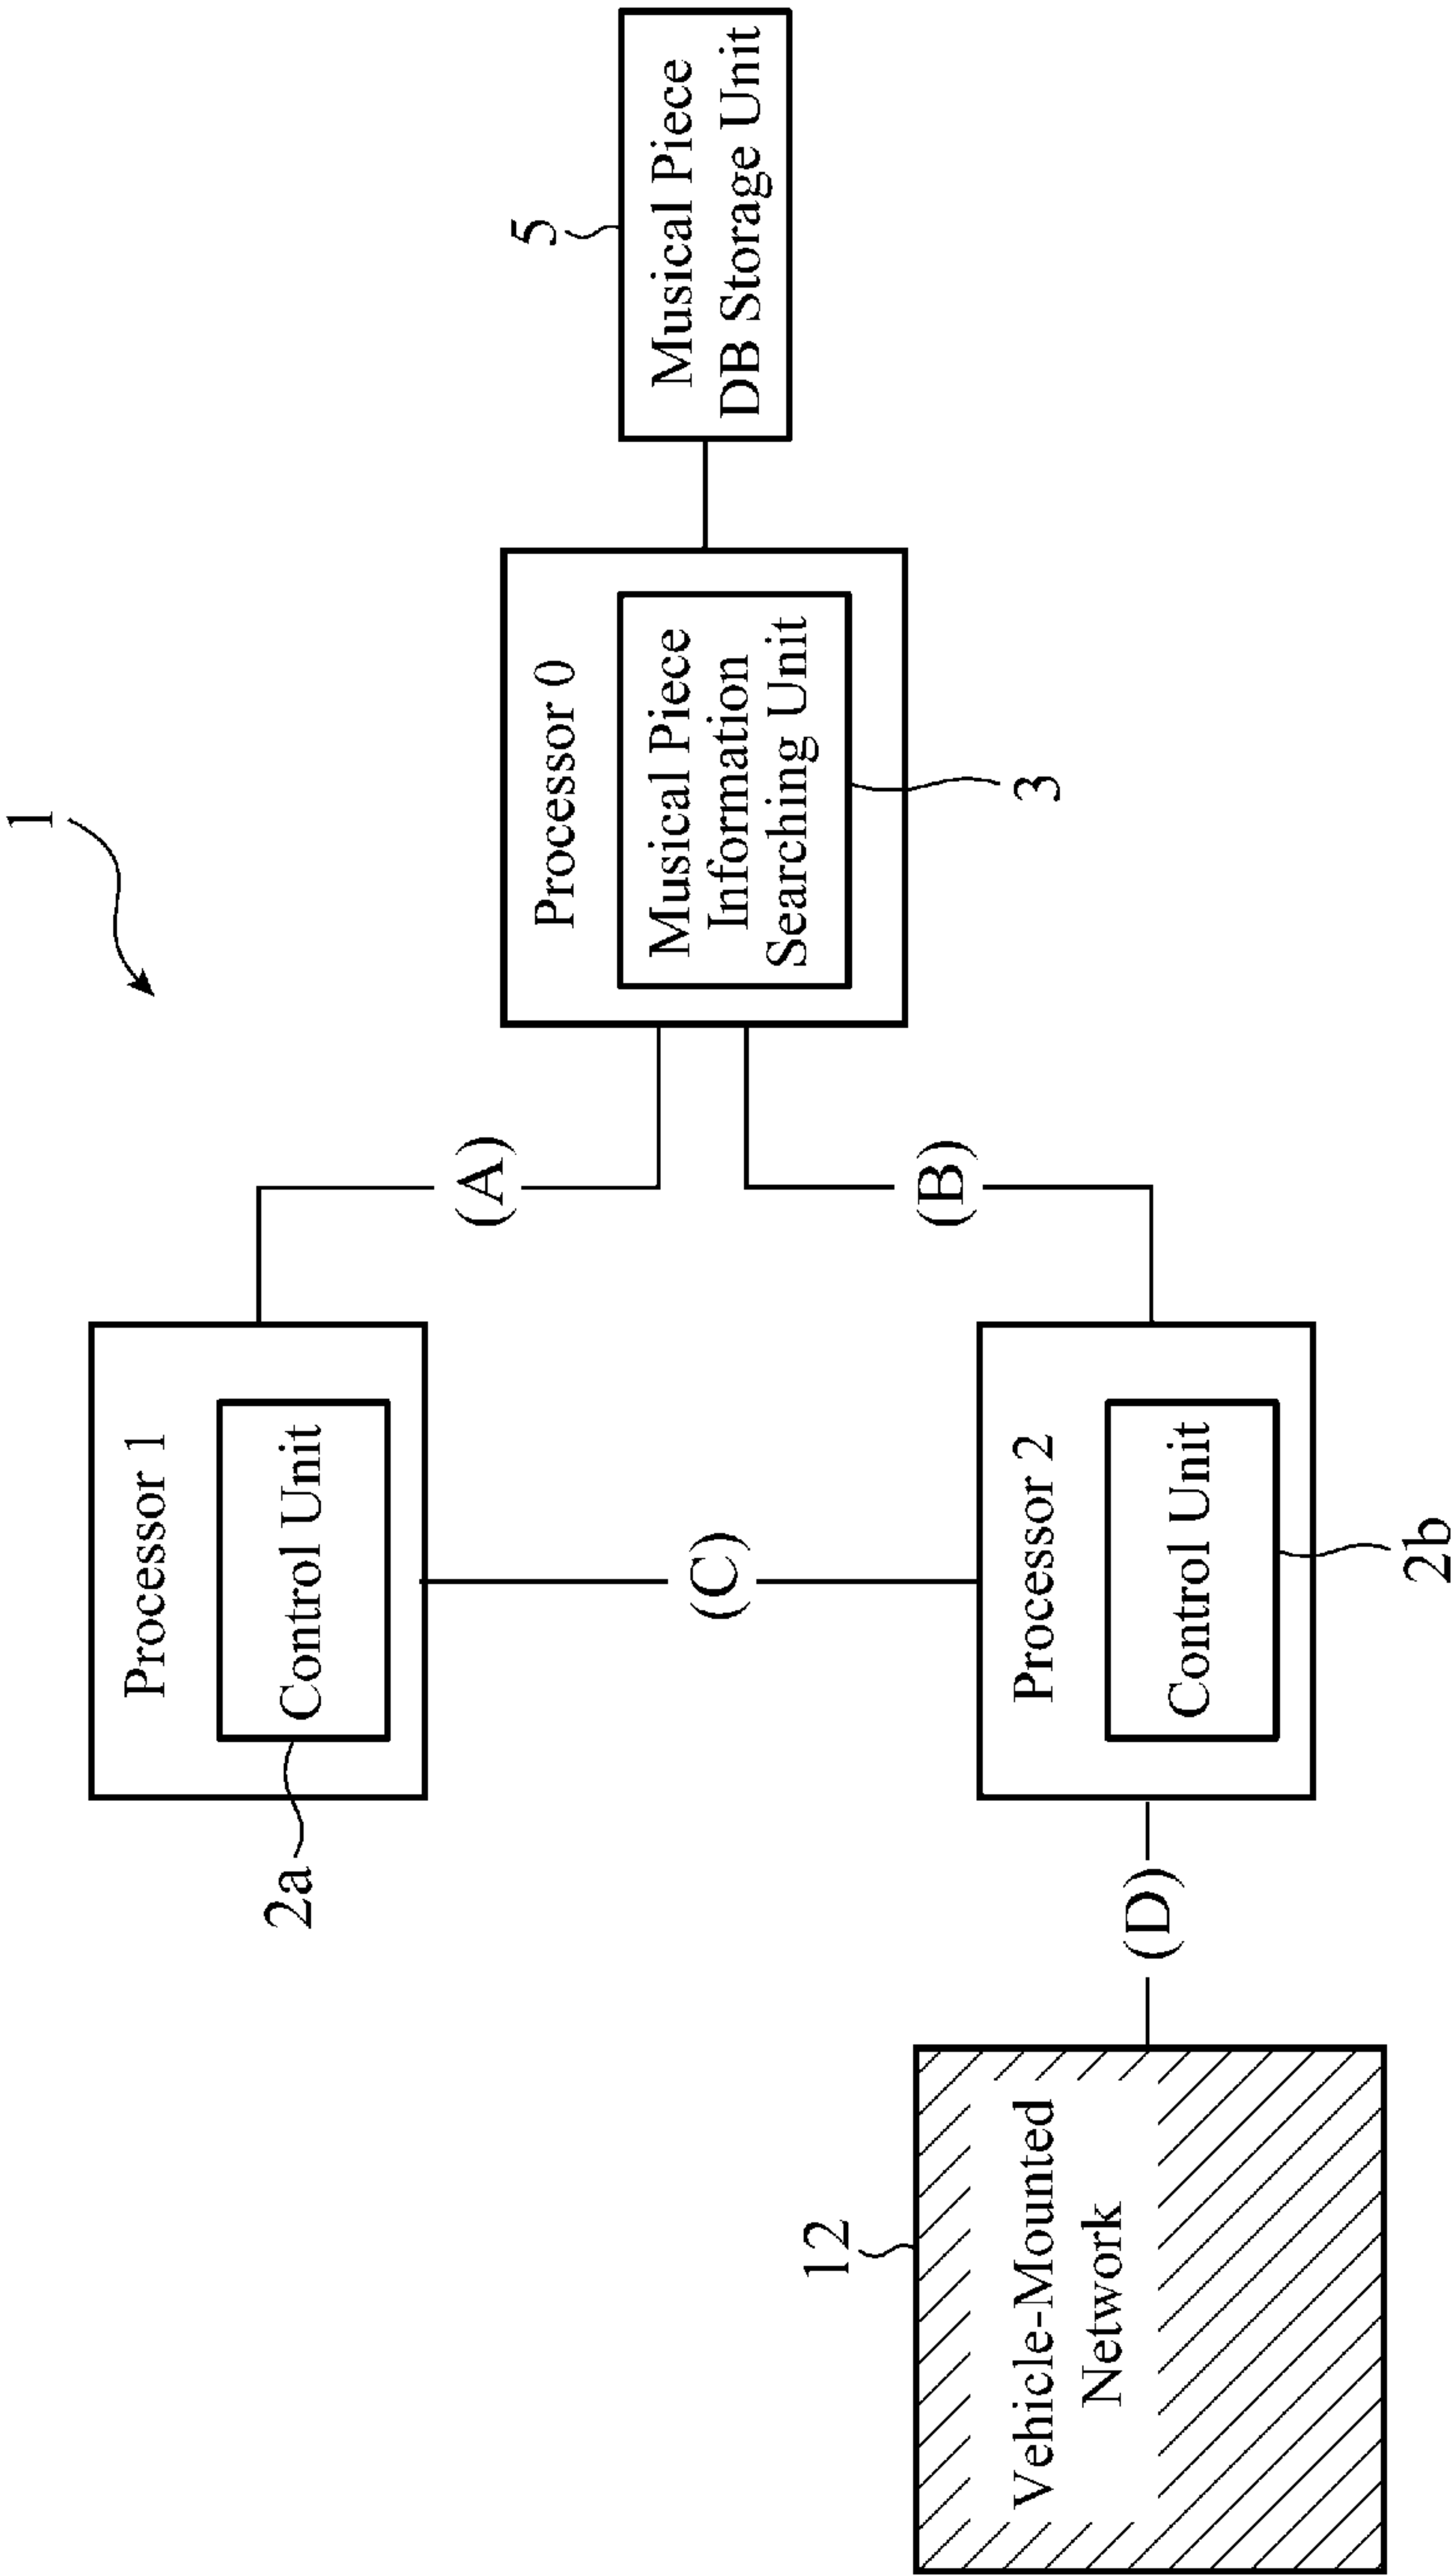 1
Processor 1
Control Unit
2a
(A)
Processor 0
Musical Piece
Information
Searching Unit
3
5
Musical Piece
DB Storage Unit
(C)
(B)
12
Vehicle-Mounted
Network
(D)
Processor 2
Control Unit
2b